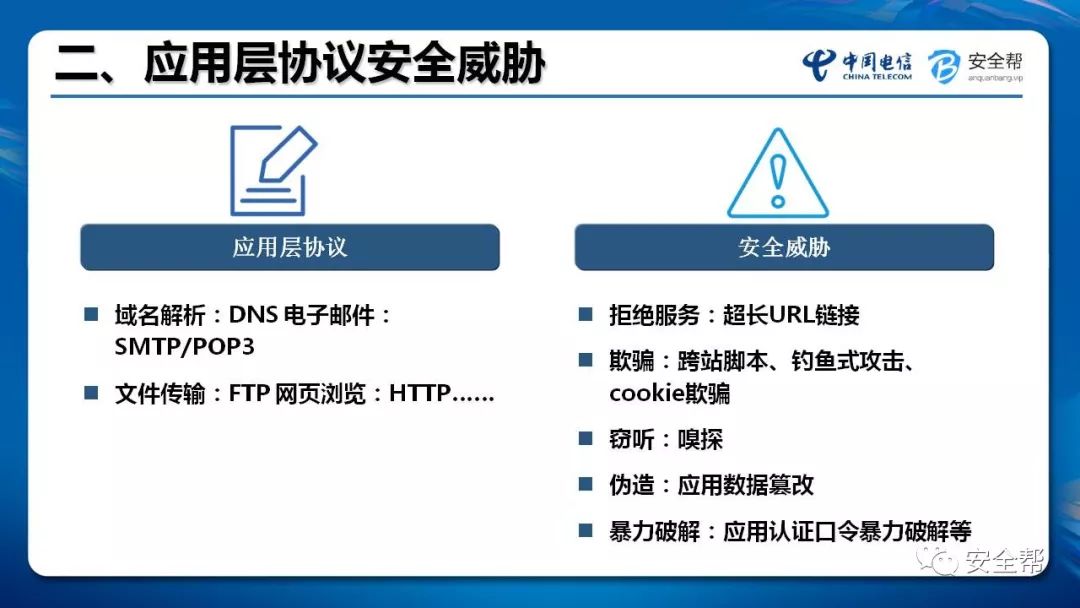 二、应用层协议安全威胁
中国电信
CHINA TELECOM
安全帮
anquanbang.vip
应用层协议
域名解析：DNS 电子邮件：
SMTP/POP3
文件传输：FTP 网页浏览：HTTP……
安全威胁
拒绝服务：超长URL链接
欺骗：跨站脚本、钓鱼式攻击、
cookie欺骗
窃听：嗅探
伪造：应用数据篡改
暴力破解：应用认证口令暴力破解等
安全帮